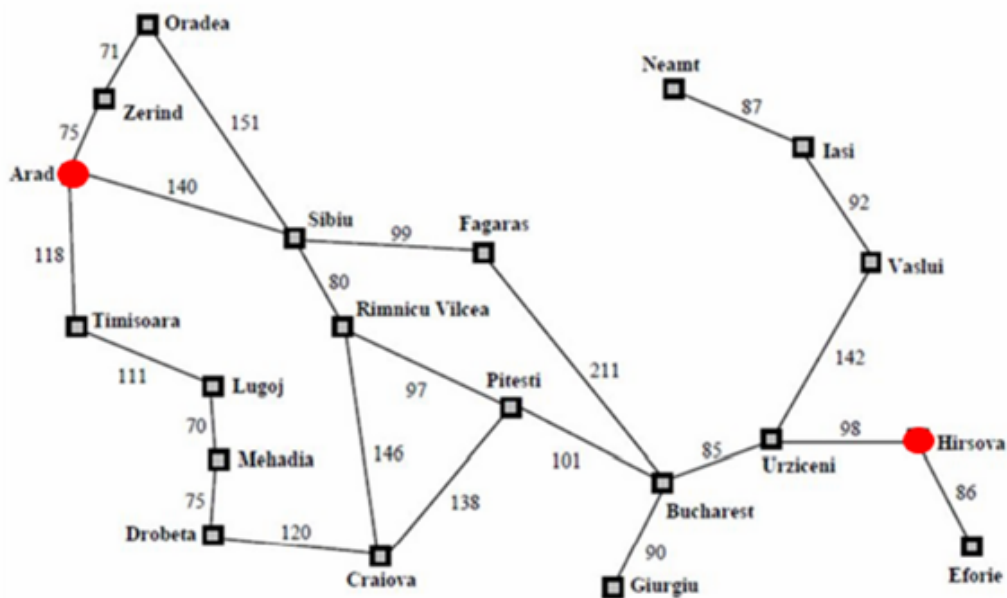 Oradea
71
Neamt
87
Zerind
151
75
Iasi
Arad
140
92
Sibiu
Fagaras
99
118
80
Vaslui
Rimnicu Vilcea
Timisoara
142
111
211
Lugoj
97
Pitesti
70
98
Hirsova
146
85
Urziceni
Mehadia
101
86
75
138
Bucharest
Drobeta
120
90
Craiova
Giurgiu
Eforie